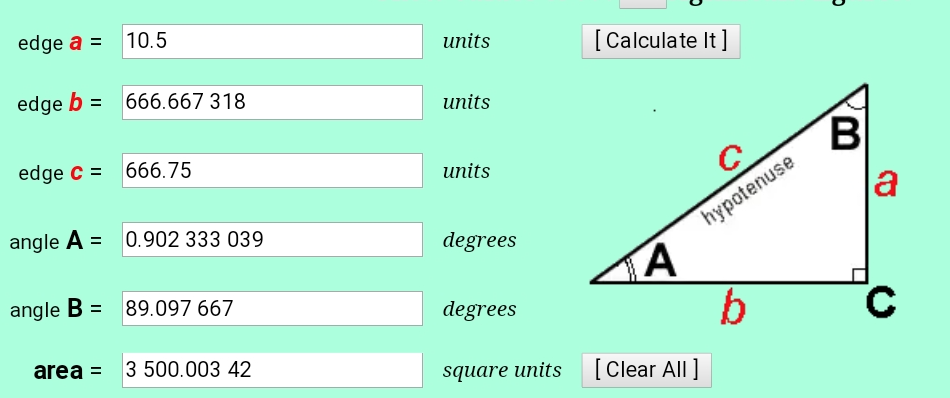 edge a = 10.5 units [ Calculate It ]
edge b = 666.667 318 units
edge c = 666.75 units
angle A = 0.902 333 039 degrees
angle B = 89.097 667 degrees
area = 3 500.003 42 square units [ Clear All ]
B
c
hypotenuse
a
A
b
C